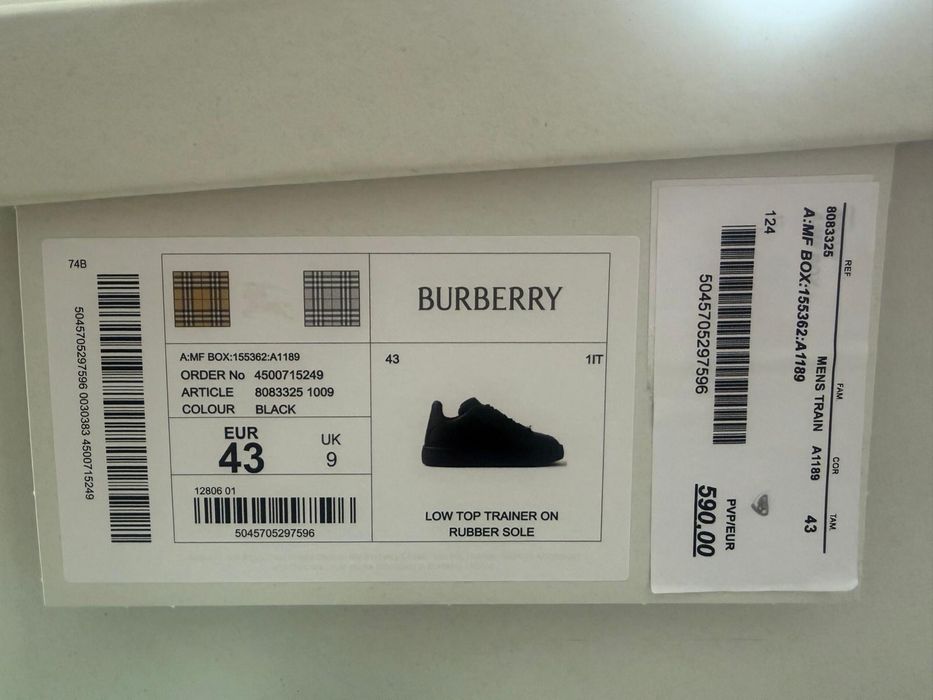 74B
5045705297596 0030383 4500715249
BURBERRY
A:MF BOX:155362:A1189
ORDER No 4500715249
ARTICLE 8083325 1009
COLOUR BLACK
EUR
43
UK
9
12806 01
5045705297596
43 1IT
LOW TOP TRAINER ON
RUBBER SOLE
REF FAM COR TAM
8083325 MENS TRAIN A1189 43
A:MF BOX:155362:A1189
124
5045705297596
PVP/EUR
590,00